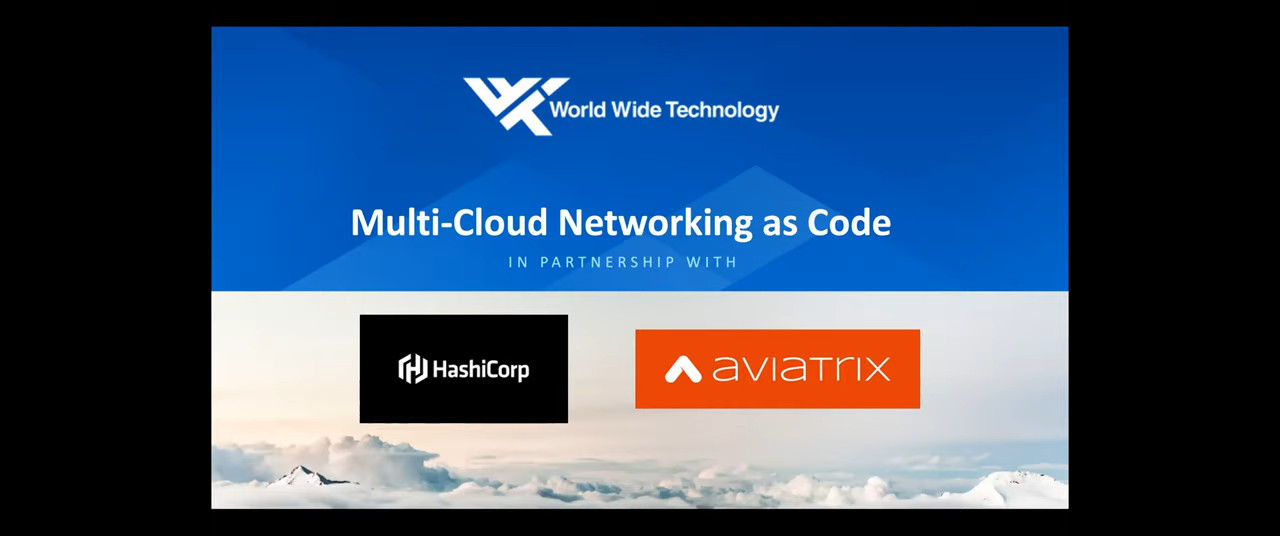 World Wide Technology
Multi-Cloud Networking as Code
IN PARTNERSHIP WITH
HashiCorp
aviatrix